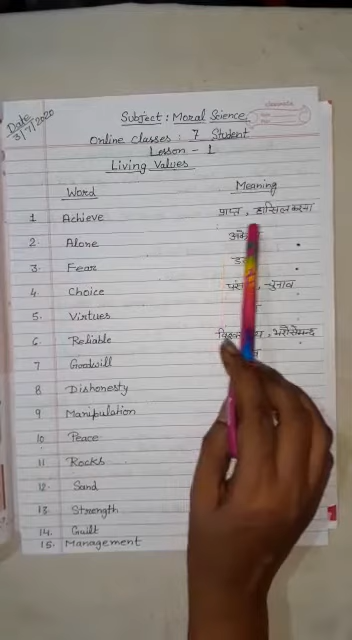 Date
3/7/2020
Subject: Moral Science
Online classes : 7 Student
Lesson - 1
Living Values
Word Meaning
1 Achieve प्राप्त, हासिल करना
2. Alone
3. Fear
4. Choice चुनाव
5. Virtues
6. Reliable भरोसेमन्द
7 Goodwill
8 Dishonesty
9 Manipulation
10 Peace
11 Rocks
12. Sand
13. Strength
14. Guilt
15. Management